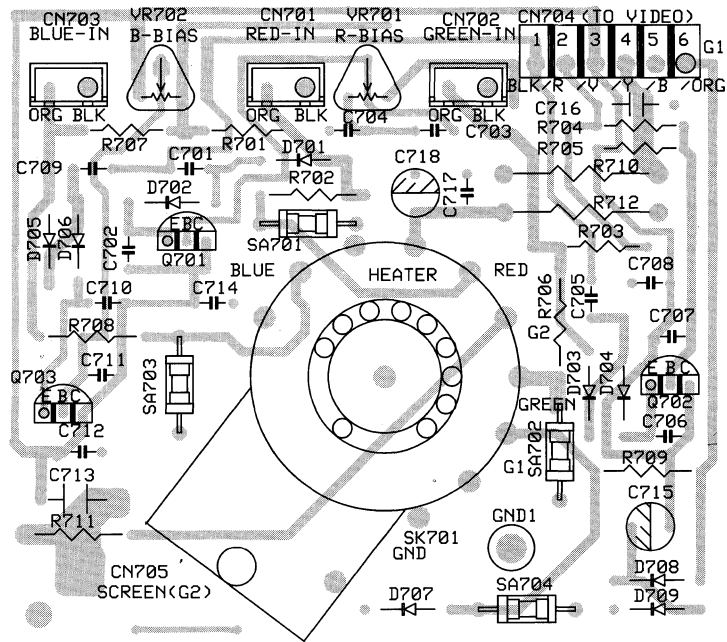 CN703
BLUE-IN
VR702
B-BIAS
CN701
RED-IN
VR701
R-BIAS
CN702
GREEN-IN
CN704(TO VIDEO)
1 2 3 4 5 6
G1
BLK/R /V /Y /B /ORG
ORG BLK
ORG BLK
ORG BLK
C716
R704
R705
R707
R701
C704
C703
C709
C701
D701
C718
R710
D702
R702
C717
D705
D706
C702
EBC
Q701
SA701
R712
R703
BLUE
HEATER
RED
C708
C710
C714
R706
C705
R708
G2
C707
C711
SA703
D703
D704
Q703
EBC
EBC
Q702
GREEN
C712
SA702
C706
C713
G1
R709
R711
C715
GND1
SK701
GND
CN705
SCREEN(G2)
D708
D707
SA704
D709